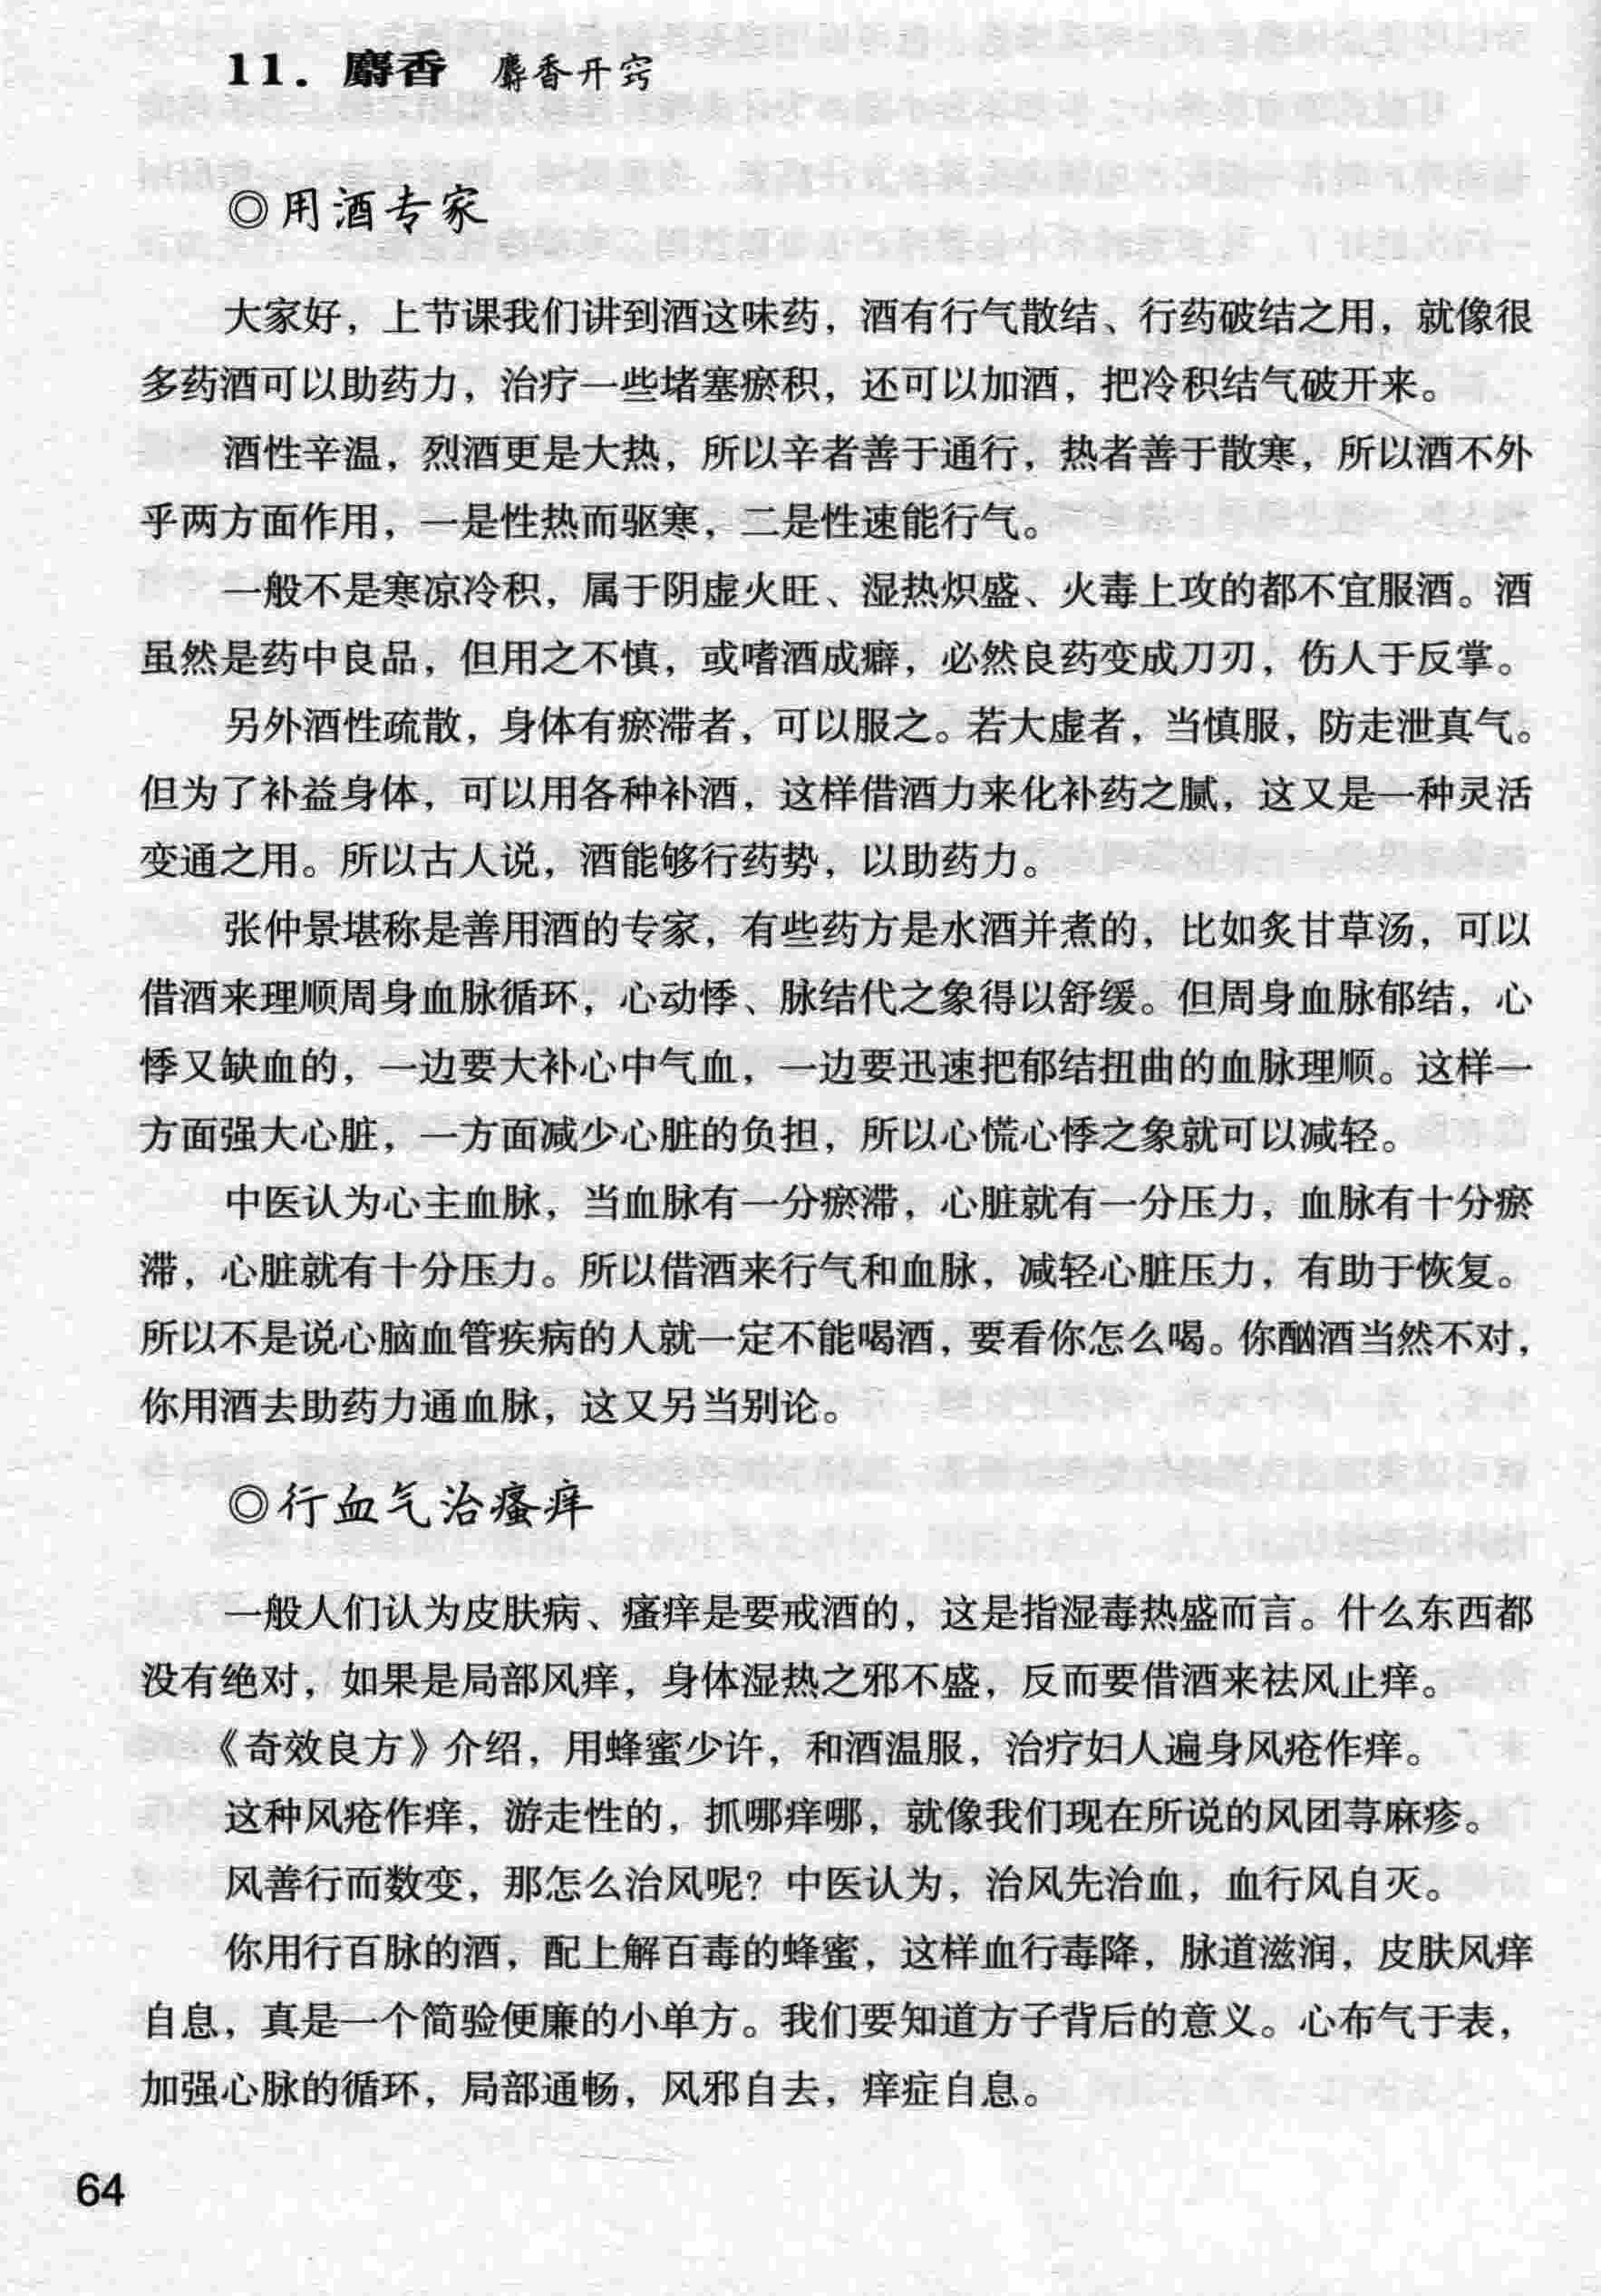 11. 麝香 麝香开窍
◎用酒专家
大家好，上节课我们讲到酒这味药，酒有行气散结、行药破结之用，就像很
多药酒可以助药力，治疗一些堵塞瘀积，还可以加酒，把冷积结气破开来。
酒性辛温，烈酒更是大热，所以辛者善于通行，热者善于散寒，所以酒不外
乎两方面作用，一是性热而驱寒，二是性速能行气。
一般不是寒凉冷积，属于阴虚火旺、湿热炽盛、火毒上攻的都不宜服酒。酒
虽然是药中良品，但用之不慎，或嗜酒成癖，必然良药变成刀刃，伤人于反掌。
另外酒性疏散，身体有瘀滞者，可以服之。若大虚者，当慎服，防走泄真气。
但为了补益身体，可以用各种补酒，这样借酒力来化补药之腻，这又是一种灵活
变通之用。所以古人说，酒能够行药势，以助药力。
张仲景堪称是善用酒的专家，有些药方是水酒并煮的，比如炙甘草汤，可以
借酒来理顺周身血脉循环，心动悸、脉结代之象得以舒缓。但周身血脉郁结，心
悸又缺血的，一边要大补心中气血，一边要迅速把郁结扭曲的血脉理顺。这样一
方面强大心脏，一方面减少心脏的负担，所以心慌心悸之象就可以减轻。
中医认为心主血脉，当血脉有一分瘀滞，心脏就有一分压力，血脉有十分瘀
滞，心脏就有十分压力。所以借酒来行气和血脉，减轻心脏压力，有助于恢复。
所以不是说心脑血管疾病的人就一定不能喝酒，要看你怎么喝。你酗酒当然不对，
你用酒去助药力通血脉，这又另当别论。
◎行血气治瘙痒
一般人们认为皮肤病、瘙痒是要戒酒的，这是指湿毒热盛而言。什么东西都
没有绝对，如果是局部风痒，身体湿热之邪不盛，反而要借酒来祛风止痒。
《奇效良方》介绍，用蜂蜜少许，和酒温服，治疗妇人遍身风疮作痒。
这种风疮作痒，游走性的，抓哪痒哪，就像我们现在所说的风团荨麻疹。
风善行而数变，那怎么治风呢？中医认为，治风先治血，血行风自灭。
你用行百脉的酒，配上解百毒的蜂蜜，这样血行毒降，脉道滋润，皮肤风痒
自息，真是一个简验便廉的小单方。我们要知道方子背后的意义。心布气于表，
加强心脉的循环，局部通畅，风邪自去，痒症自息。
64